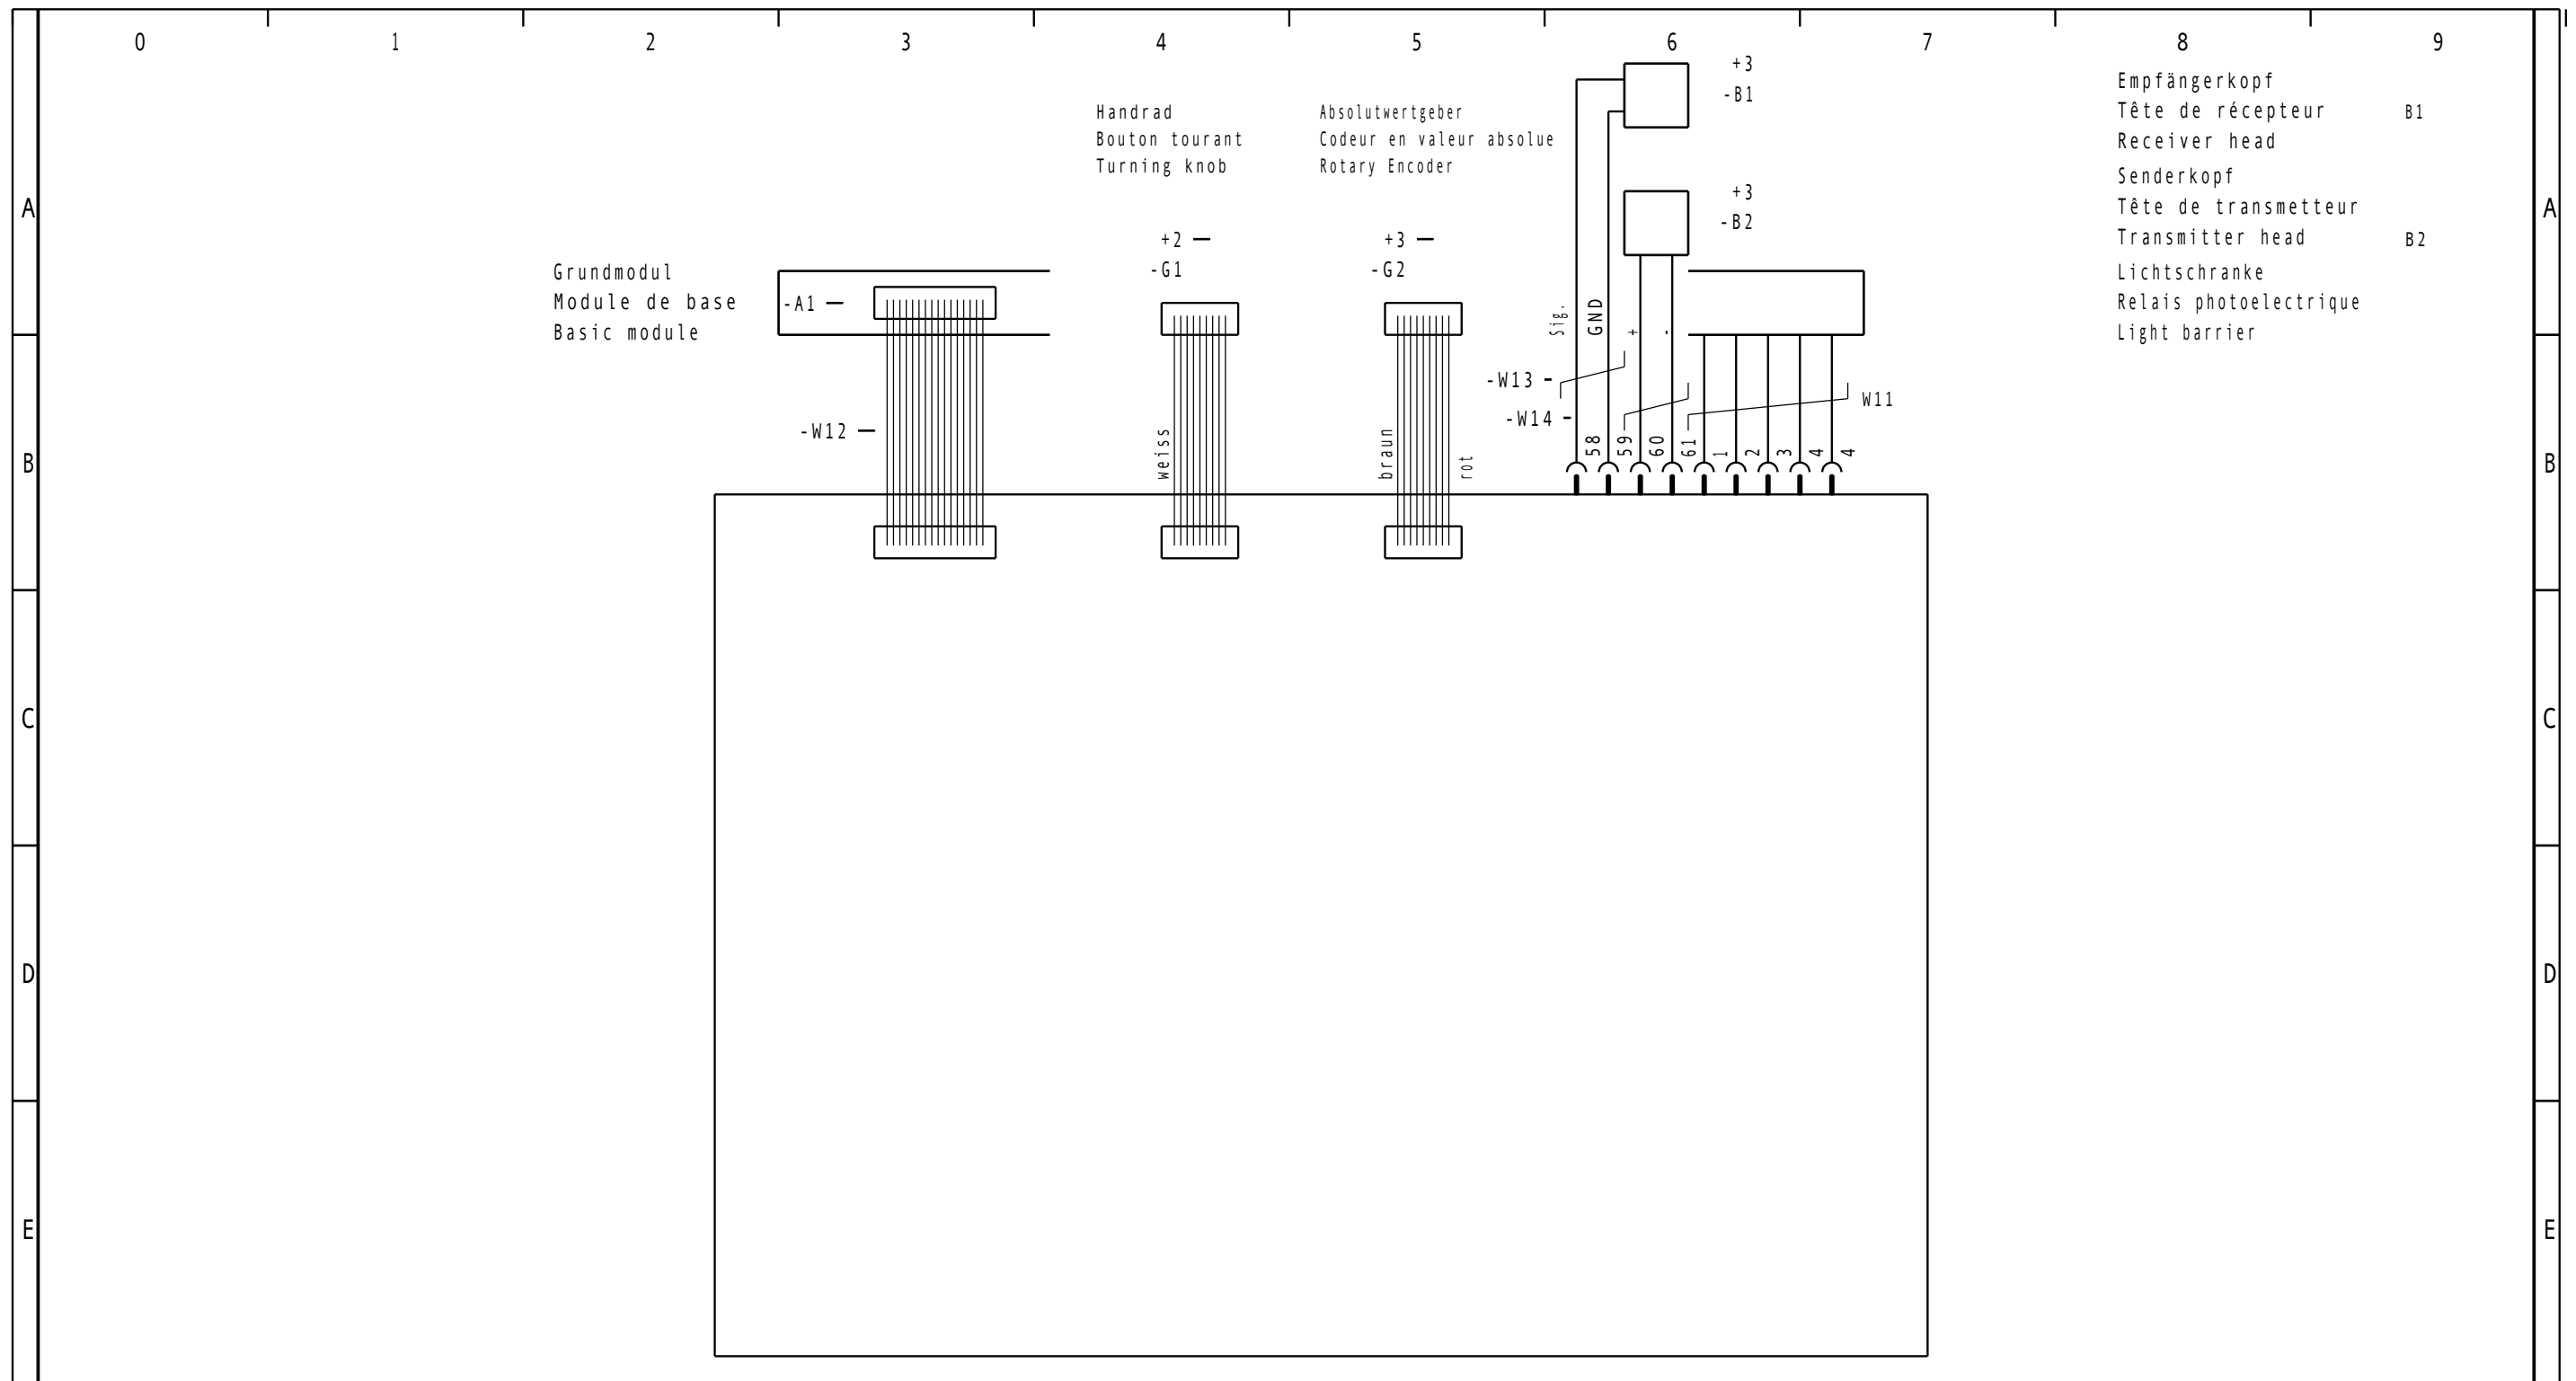 0 1 2 3 4 5 6 7 8 9
+3
-B1
Empfängerkopf
Tête de récepteur B1
Receiver head
Handrad
Bouton tourant
Turning knob
Absolutwertgeber
Codeur en valeur absolue
Rotary Encoder
Senderkopf
Tête de transmetteur
Transmitter head B2
+3
-B2
A A
+2
-G1
+3
-G2
Grundmodul
Module de base
Basic module
-A1
Sig.
GND
+
-
Lichtschranke
Relais photoelectrique
Light barrier
-W13
-W14
W11
-W12
weiss
braun
rot
58 59 60 61 1 2 3 4 4
B B
C C
D D
E E